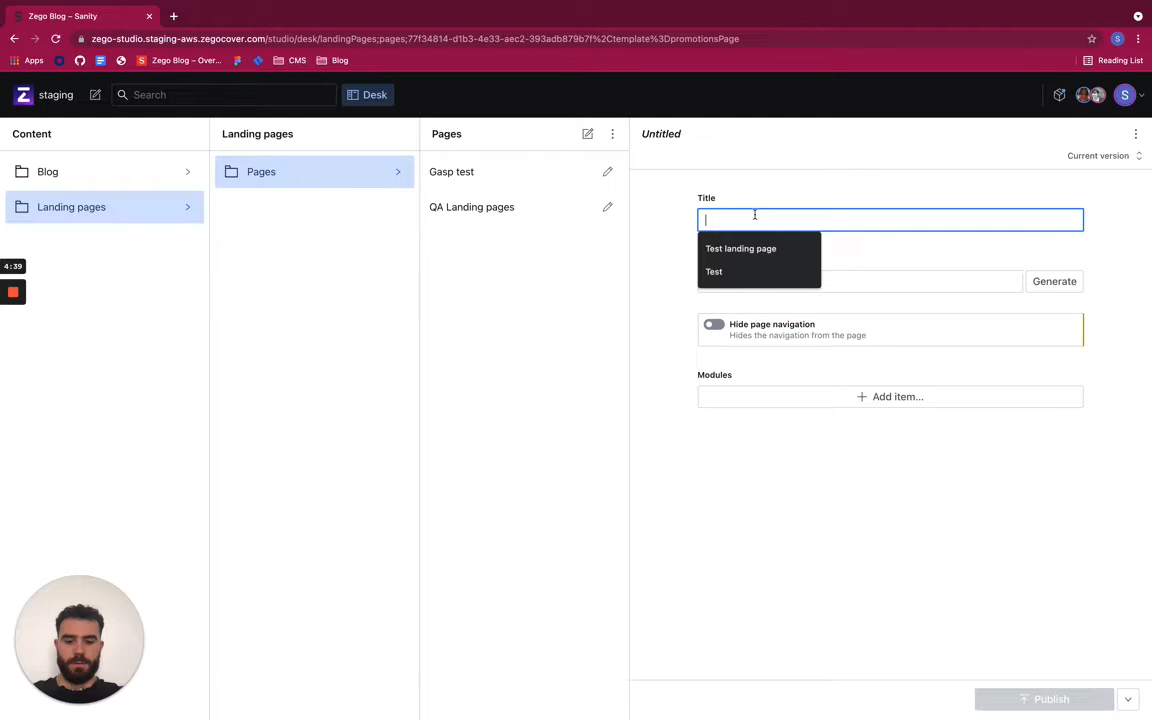 Zego Blog – Sanity
zego-studio.staging-aws.zegocover.com/studio/desk/landingPages;pages;77f34814-d1b3-4e33-aec2-393adb879b7f%2Ctemplate%3DpromotionsPage
S
Apps
S Zego Blog – Over...
CMS
Blog
Reading List
Z staging
Search
Desk
S
Content
Landing pages
Pages
Untitled
Current version
Blog
Landing pages
Pages
Gasp test
QA Landing pages
Title
Test landing page
Test
Generate
Hide page navigation
Hides the navigation from the page
Modules
Add item...
4:39
Publish